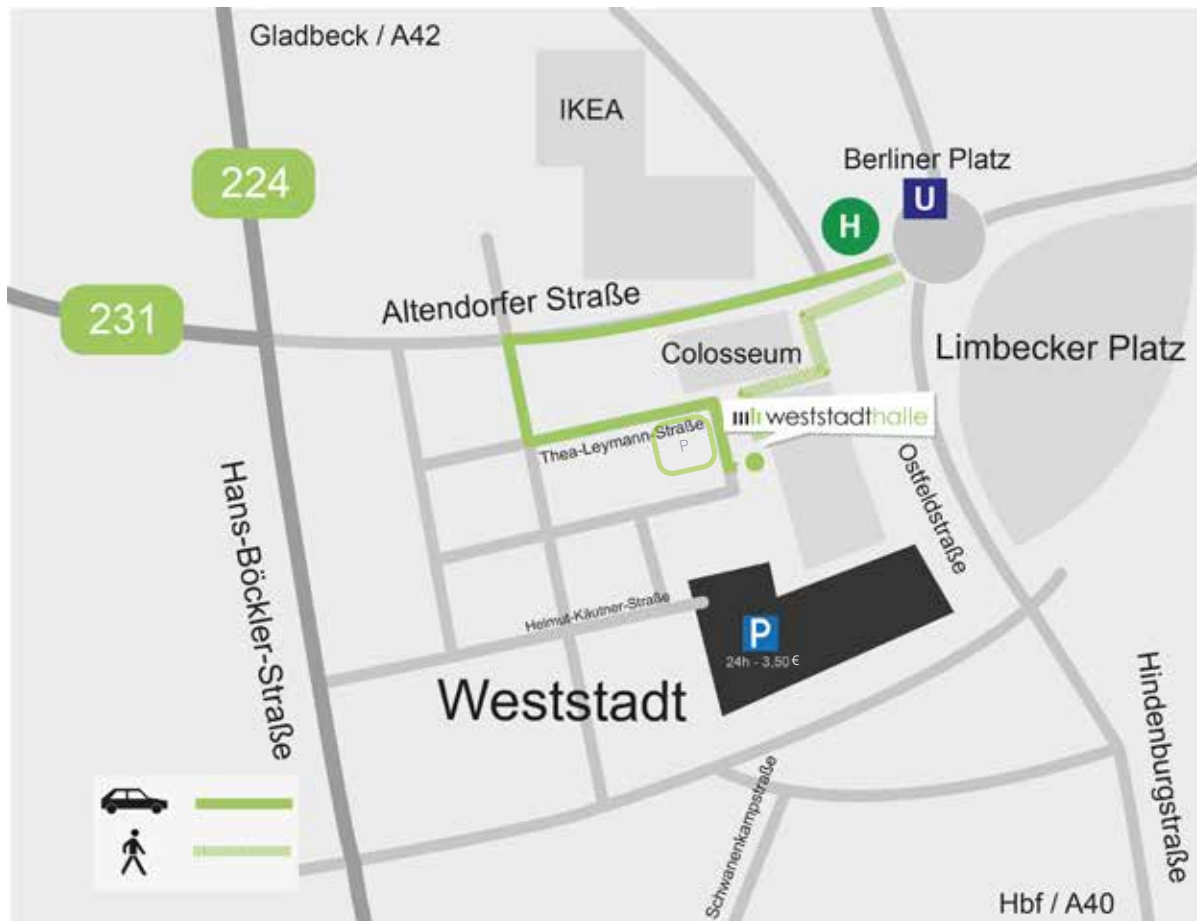 Gladbeck / A42
IKEA
Berliner Platz
224
U
H
Altendorfer Straße
231
Colosseum
Limbecker Platz
weststadthalle
Thea-Leymann-Straße
P
Ostfeldstraße
Hans-Böckler-Straße
Helmut-Käutner-Straße
P
24h - 3,50 €
Weststadt
Hindenburgstraße
Schwanenkampstraße
Hbf / A40